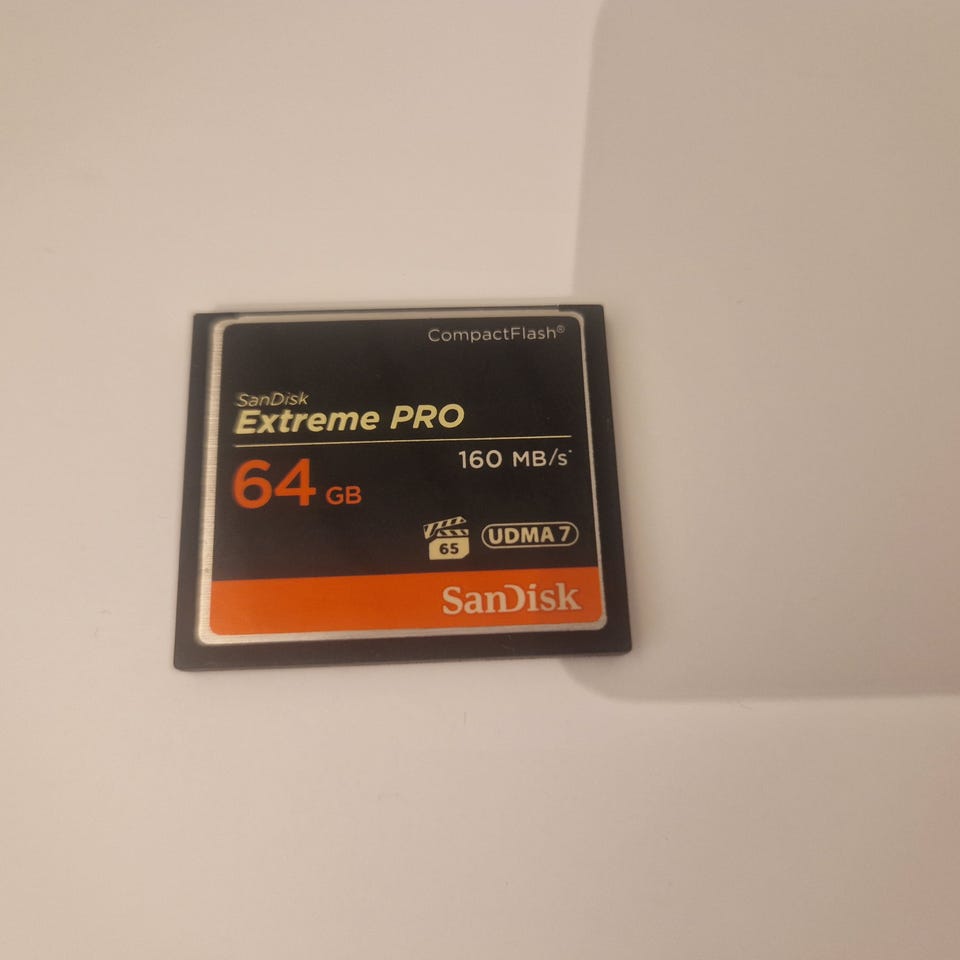 CompactFlash®
SanDisk
Extreme PRO
160 MB/s*
64 GB
65
UDMA 7
SanDisk